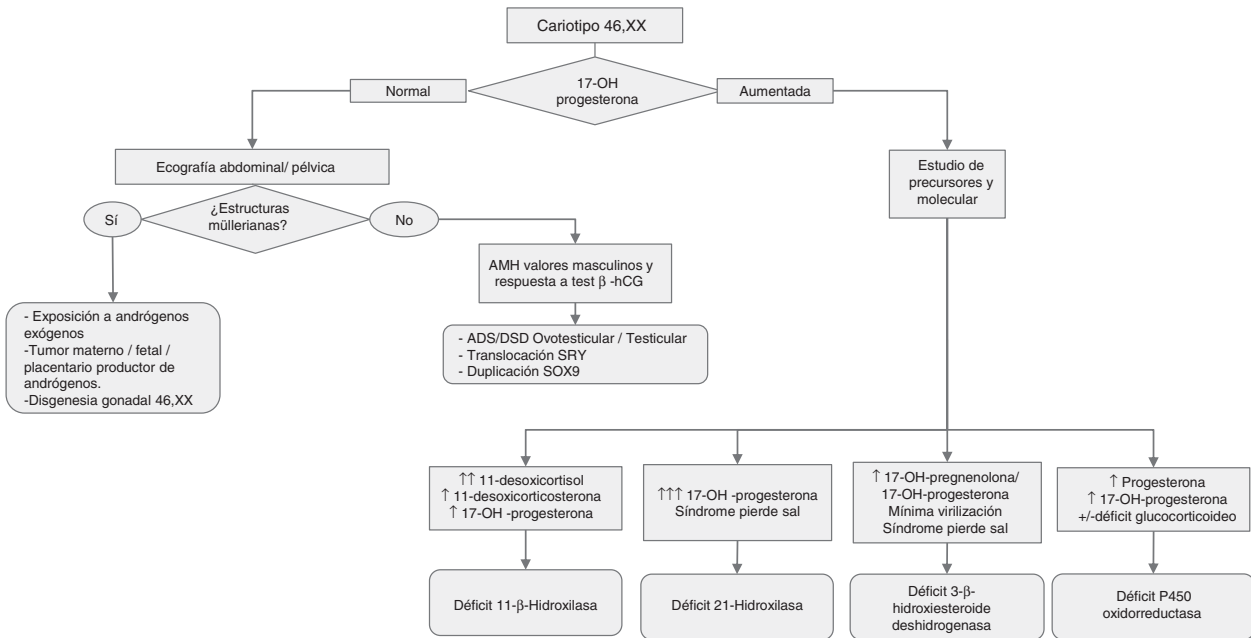 Cariotipo 46,XX
17-OH
progesterona
Normal
Aumentada
Ecografía abdominal/ pélvica
¿Estructuras
müllerianas?
Sí
No
Estudio de
precursores y
molecular
AMH valores masculinos y
respuesta a test β -hCG
- Exposición a andrógenos
exógenos
-Tumor materno / fetal /
placentario productor de
andrógenos.
-Disgenesia gonadal 46,XX
- ADS/DSD Ovotesticular / Testicular
- Translocación SRY
- Duplicación SOX9
↑↑ 11-desoxicortisol
↑ 11-desoxicorticosterona
↑ 17-OH -progesterona
↑↑↑ 17-OH -progesterona
Síndrome pierde sal
↑ 17-OH-pregnenolona/
17-OH-progesterona
Mínima virilización
Síndrome pierde sal
↑ Progesterona
↑ 17-OH-progesterona
+/-déficit glucocorticoideo
Déficit 11-β-Hidroxilasa
Déficit 21-Hidroxilasa
Déficit 3-β-
hidroxiesteroide
deshidrogenasa
Déficit P450
oxidorreductasa